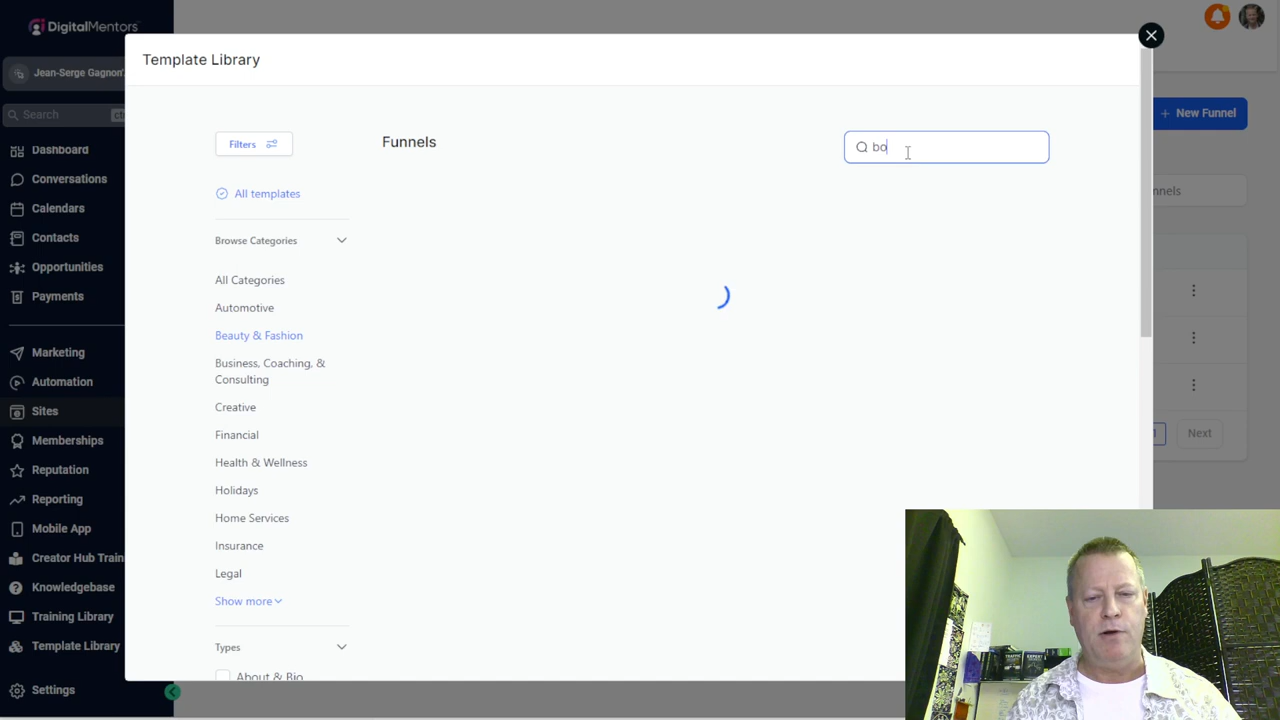 DigitalMentors
Template Library
Jean-Serge Gagnon'
Search
Filters
Funnels
bo
New Funnel
Dashboard
Conversations
Calendars
Contacts
Opportunities
Payments
Marketing
Automation
Sites
Memberships
Reputation
Reporting
Mobile App
Creator Hub Train
Knowledgebase
Training Library
Template Library
Settings
All templates
Browse Categories
All Categories
Automotive
Beauty & Fashion
Business, Coaching, &
Consulting
Creative
Financial
Health & Wellness
Holidays
Home Services
Insurance
Legal
Show more
Types
About & Bio
nnels
1
Next